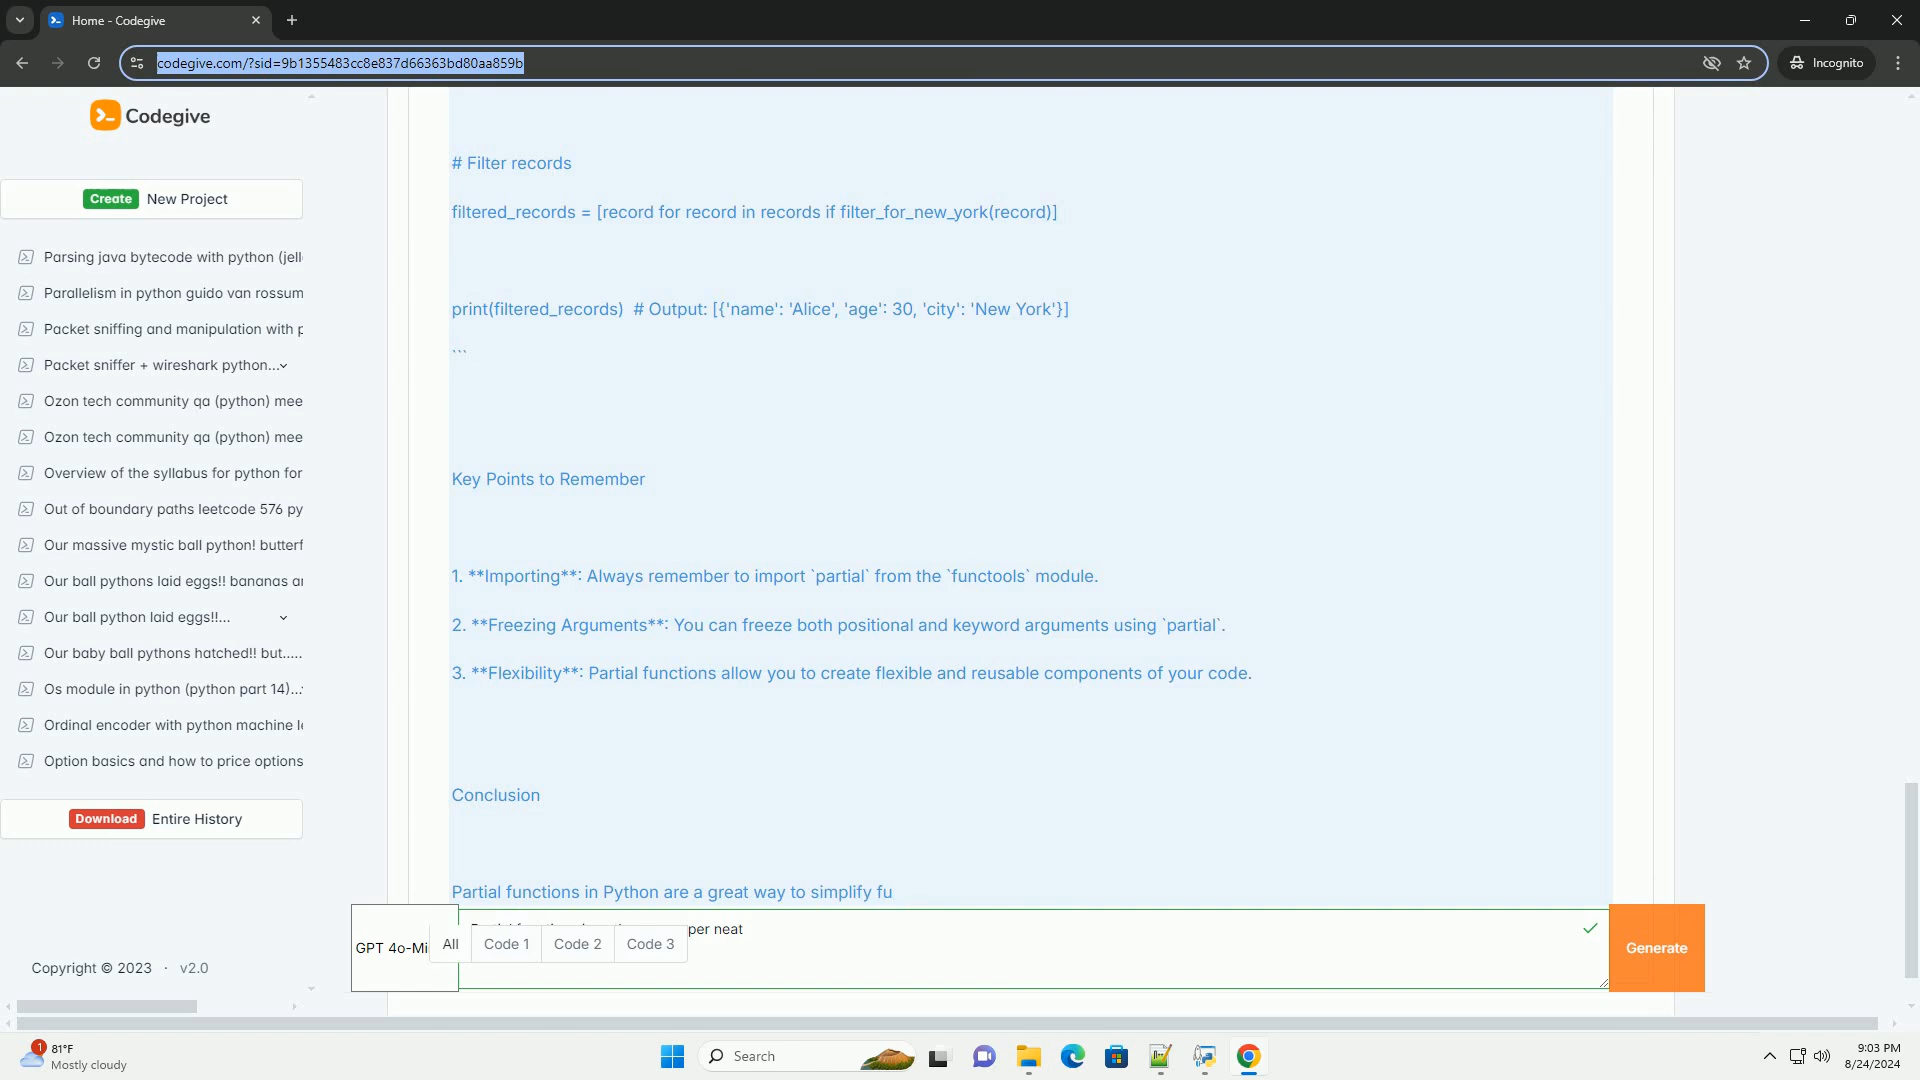 Home - Codegive
codegive.com/?sid=9b1355483cc8e837d66363bd80aa859b
Incognito
Codegive
Create New Project
Parsing java bytecode with python (jell
Parallelism in python guido van rossum
Packet sniffing and manipulation with p
Packet sniffer + wireshark python...
Ozon tech community qa (python) mee
Ozon tech community qa (python) mee
Overview of the syllabus for python for
Out of boundary paths leetcode 576 py
Our massive mystic ball python! butterf
Our ball pythons laid eggs!! bananas a
Our ball python laid eggs!!...
Our baby ball pythons hatched!! but.....
Os module in python (python part 14)...
Ordinal encoder with python machine l
Option basics and how to price options
Download Entire History
Copyright © 2023 · v2.0
# Filter records
filtered_records = [record for record in records if filter_for_new_york(record)]
print(filtered_records) # Output: [{'name': 'Alice', 'age': 30, 'city': 'New York'}]
```
Key Points to Remember
1. **Importing**: Always remember to import `partial` from the `functools` module.
2. **Freezing Arguments**: You can freeze both positional and keyword arguments using `partial`.
3. **Flexibility**: Partial functions allow you to create flexible and reusable components of your code.
Conclusion
Partial functions in Python are a great way to simplify fu
per neat
GPT 4o-Mi
All Code 1 Code 2 Code 3
Generate
1
81°F
Mostly cloudy
Search
9:03 PM
8/24/2024